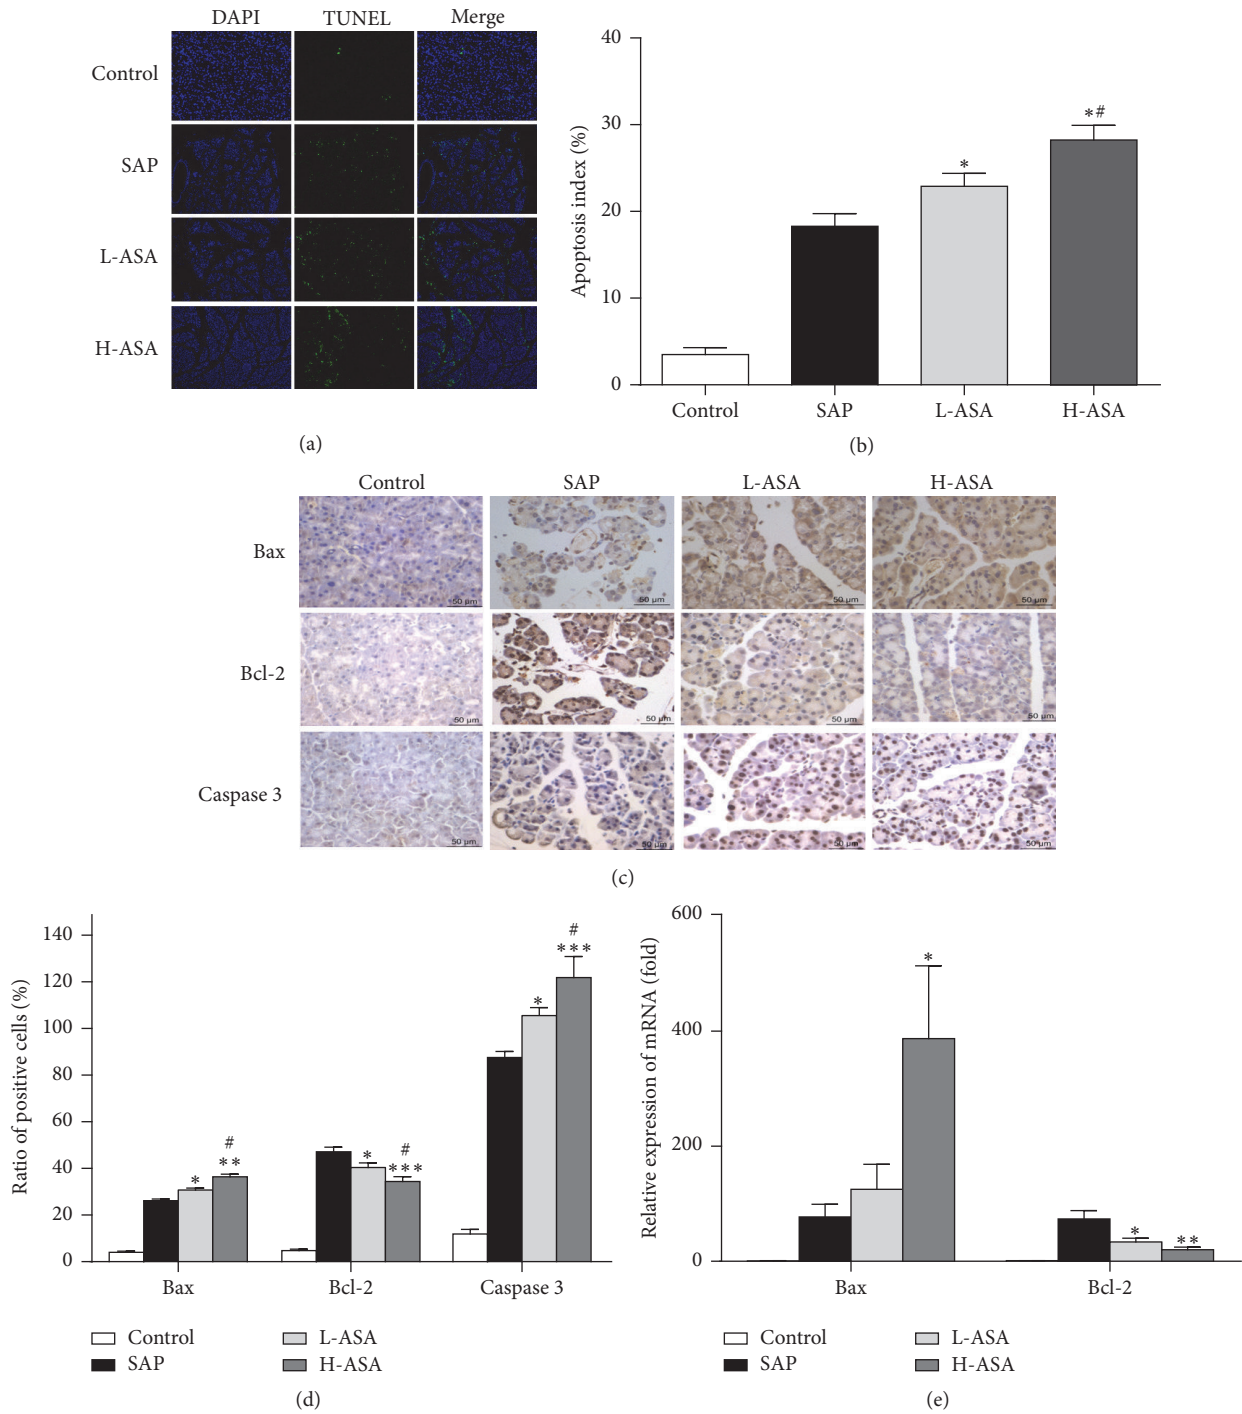 DAPI TUNEL Merge
Control
SAP
L-ASA
H-ASA
(a)
Apoptosis index (%)
40
30
20
10
0
*
*#
Control SAP L-ASA H-ASA
(b)
Control SAP L-ASA H-ASA
Bax
50 µm 50 µm 50 µm 50 µm
Bcl-2
50 µm 50 µm 50 µm 50 µm
Caspase 3
50 µm 50 µm 50 µm 50 µm
(c)
Ratio of positive cells (%)
140
120
100
80
60
40
20
0
*
#
**
*
#
***
*
#
***
Bax Bcl-2 Caspase 3
Control L-ASA
SAP H-ASA
(d)
Relative expression of mRNA (fold)
600
400
200
0
*
*
**
Bax Bcl-2
Control L-ASA
SAP H-ASA
(e)